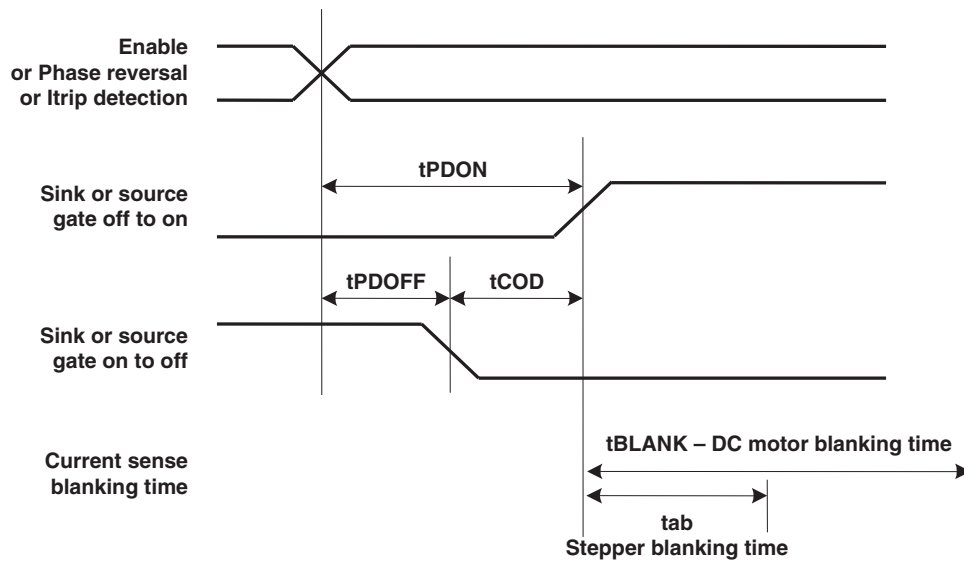 Enable
or Phase reversal
or Itrip detection
tPDON
Sink or source
gate off to on
tPDOFF
tCOD
Sink or source
gate on to off
tBLANK – DC motor blanking time
Current sense
blanking time
tab
Stepper blanking time